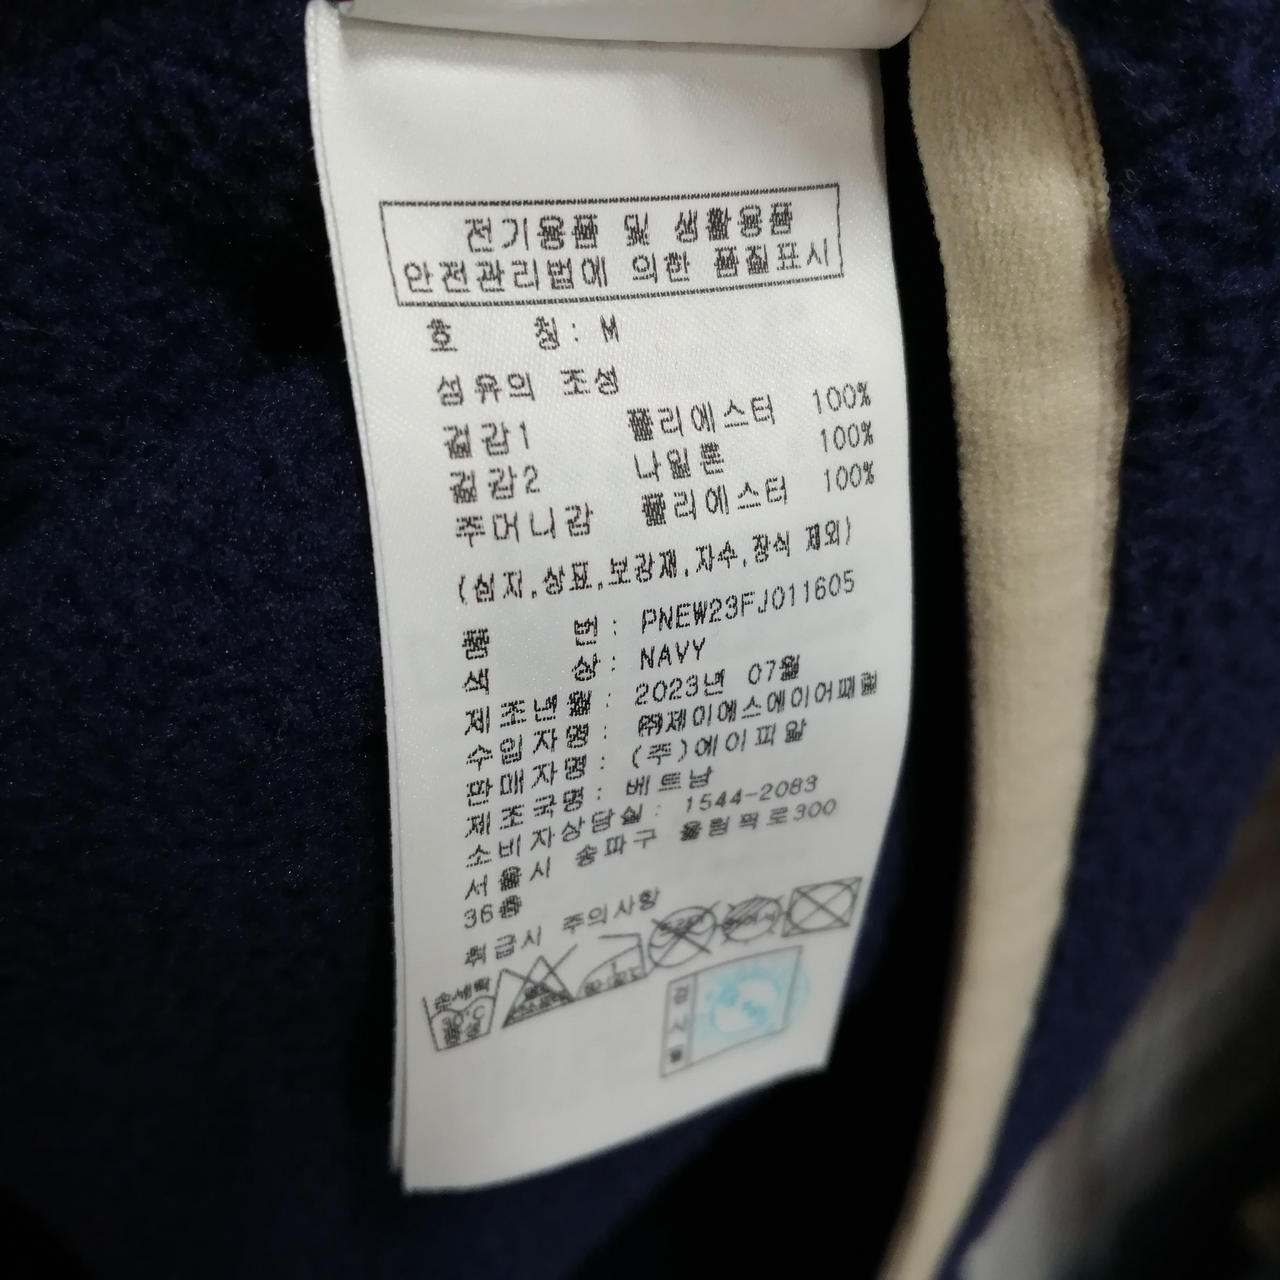 전기용품 및 생활용품
안전관리법에 의한 품질표시
호 칭 : M
섬유의 조성
겉감1 폴리에스터 100%
겉감2 나일론 100%
주머니감 폴리에스터 100%
(심지,상표,보강재,자수,장식 제외)
품 번 : PNEW23FJ011605
색 상 : NAVY
제조년월 : 2023년 07월
수입자명 : ㈜제이에스에이어패럴
판매자명 : (주)에이피알
제조국명 : 베트남
소비자상담실 : 1544-2083
서울시 송파구 올림픽로300
36층
취급시 주의사항
드라이